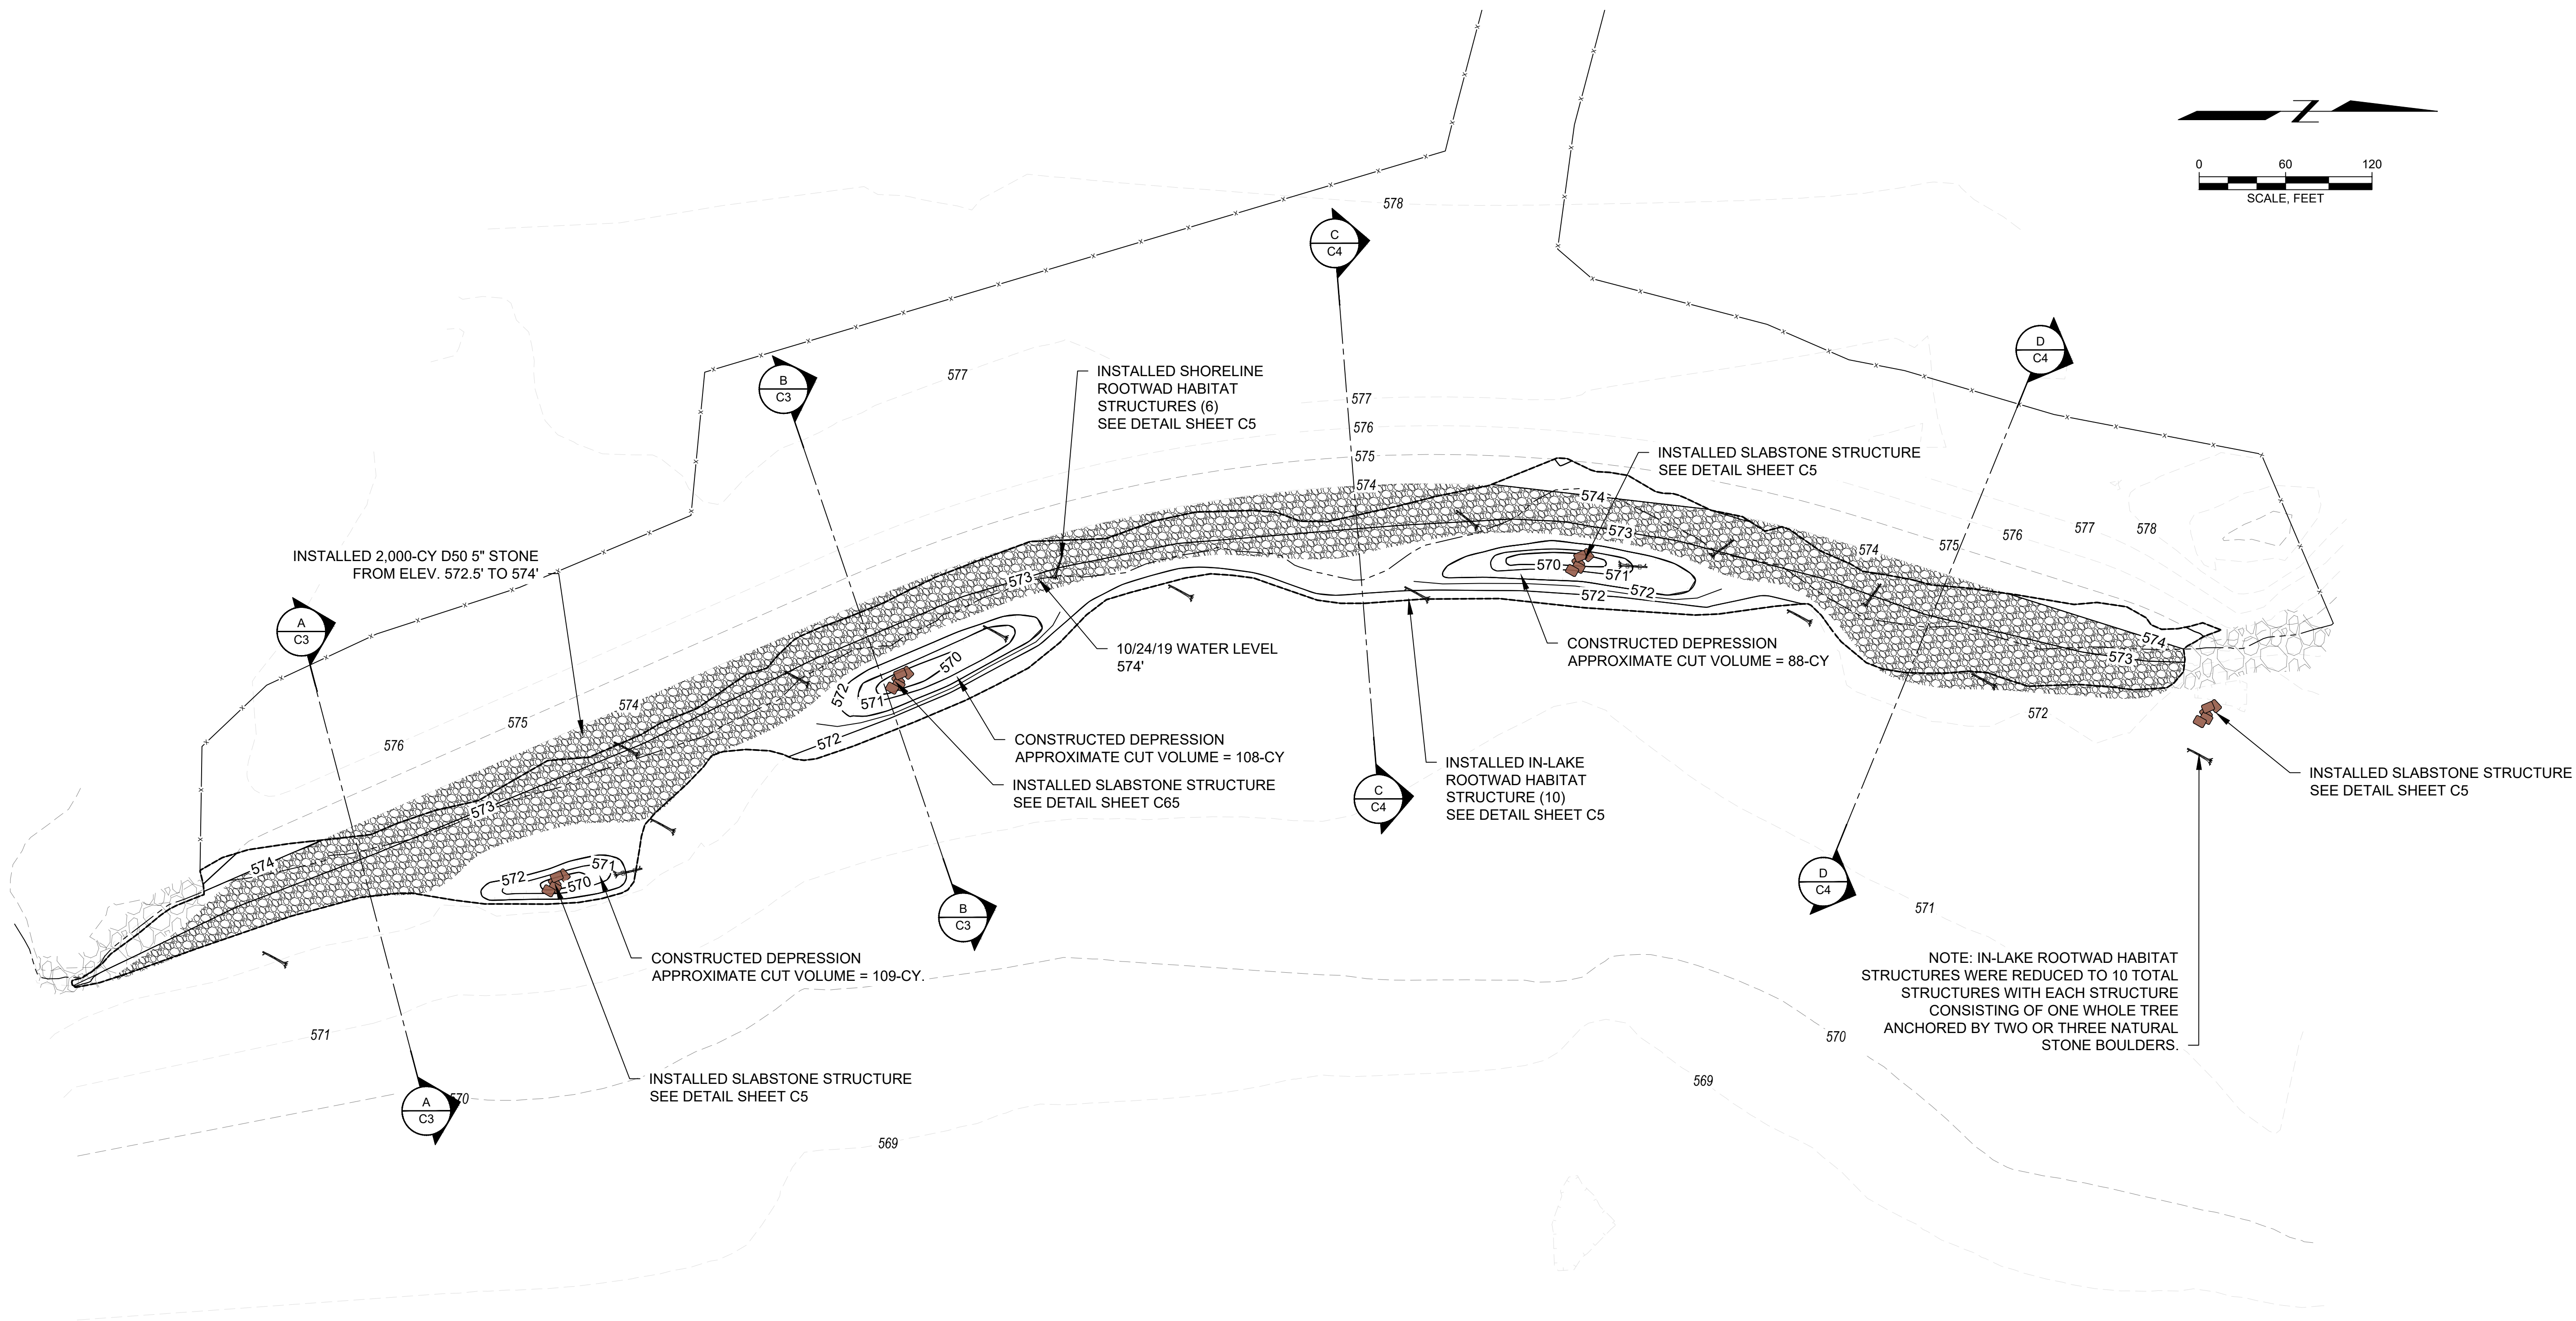 Z
0 60 120
SCALE, FEET
578
C
C4
D
C4
B
C3
577
INSTALLED SHORELINE
ROOTWAD HABITAT
STRUCTURES (6)
SEE DETAIL SHEET C5
577
576
575
574
INSTALLED SLABSTONE STRUCTURE
SEE DETAIL SHEET C5
574
573
574
575
576
577
578
INSTALLED 2,000-CY D50 5" STONE
FROM ELEV. 572.5' TO 574'
A
C3
573
570
571
572
572
10/24/19 WATER LEVEL
574'
CONSTRUCTED DEPRESSION
APPROXIMATE CUT VOLUME = 88-CY
574
573
570
571
572
572
576
575
574
572
CONSTRUCTED DEPRESSION
APPROXIMATE CUT VOLUME = 108-CY
INSTALLED SLABSTONE STRUCTURE
SEE DETAIL SHEET C65
INSTALLED IN-LAKE
ROOTWAD HABITAT
STRUCTURE (10)
SEE DETAIL SHEET C5
C
C4
INSTALLED SLABSTONE STRUCTURE
SEE DETAIL SHEET C5
573
574
572
571
570
D
C4
571
B
C3
CONSTRUCTED DEPRESSION
APPROXIMATE CUT VOLUME = 109-CY.
NOTE: IN-LAKE ROOTWAD HABITAT
STRUCTURES WERE REDUCED TO 10 TOTAL
STRUCTURES WITH EACH STRUCTURE
CONSISTING OF ONE WHOLE TREE
ANCHORED BY TWO OR THREE NATURAL
STONE BOULDERS.
571
570
569
INSTALLED SLABSTONE STRUCTURE
SEE DETAIL SHEET C5
A
C3
570
569